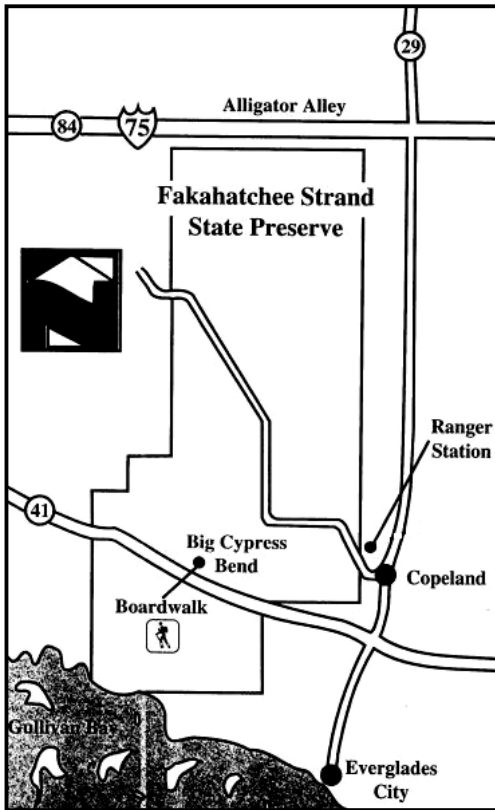 29
Alligator Alley
84
75
Fakahatchee Strand
State Preserve
Ranger
Station
41
Big Cypress
Bend
Copeland
Boardwalk
Gullivan Bay
Everglades
City